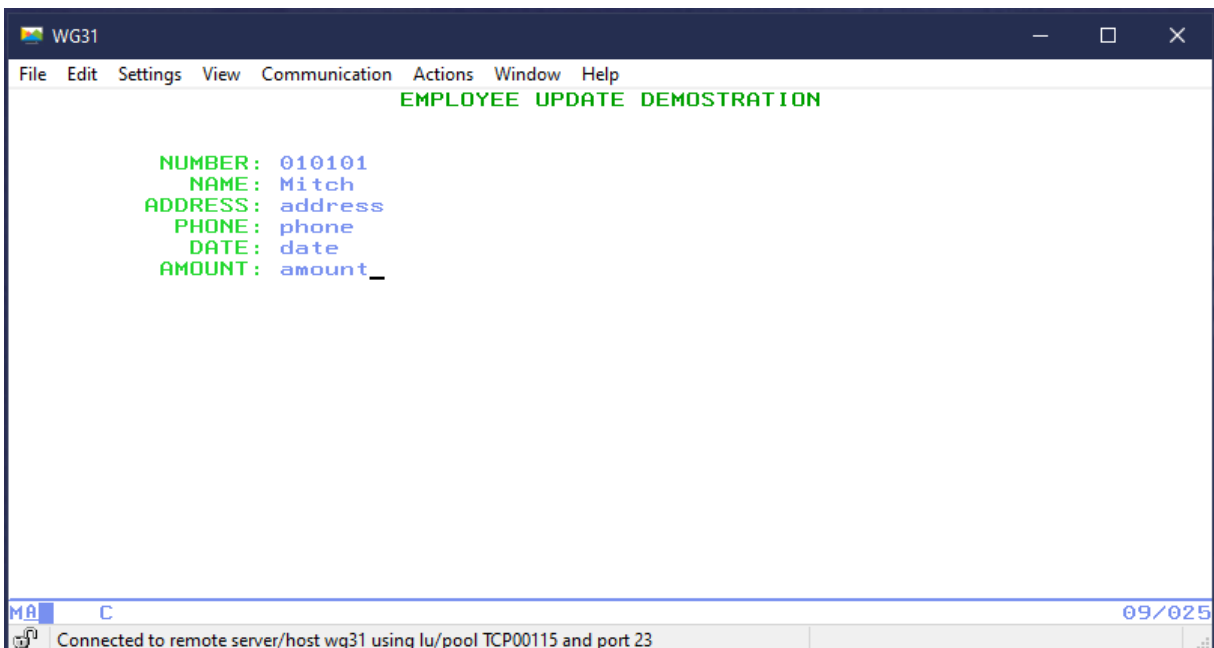 WG31
File Edit Settings View Communication Actions Window Help
EMPLOYEE UPDATE DEMOSTRATION
NUMBER: 010101
NAME: Mitch
ADDRESS: address
PHONE: phone
DATE: date
AMOUNT: amount_
MA C 09/025
Connected to remote server/host wg31 using lu/pool TCP00115 and port 23